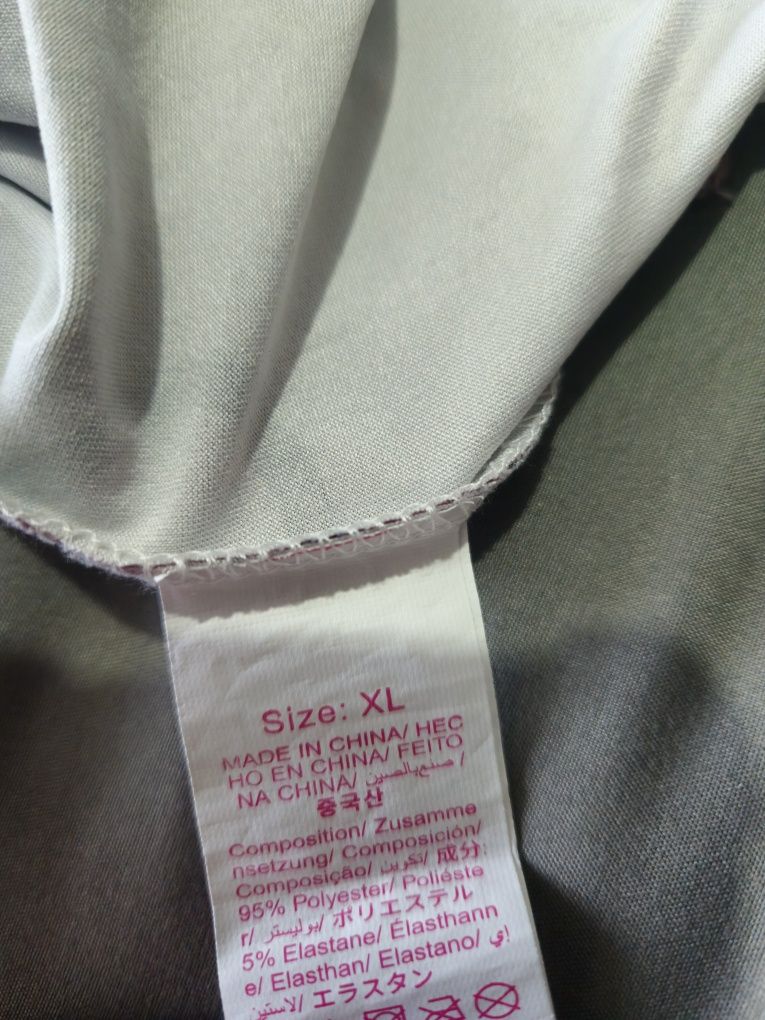 Size: XL
MADE IN CHINA/ HEC
HO EN CHINA/ FEITO
NA CHINA/ صنع بالصين /
중국산
Composition/ Zusamme
nsetzung/ Composición/
Composição/ تكوين/ 成分:
95% Polyester/ Poliéste
r/ بوليستر/ ポリエステル
5% Elastane/ Élasthann
e/ Elasthan/ Elastano/ إي
لاستين/ エラスタン